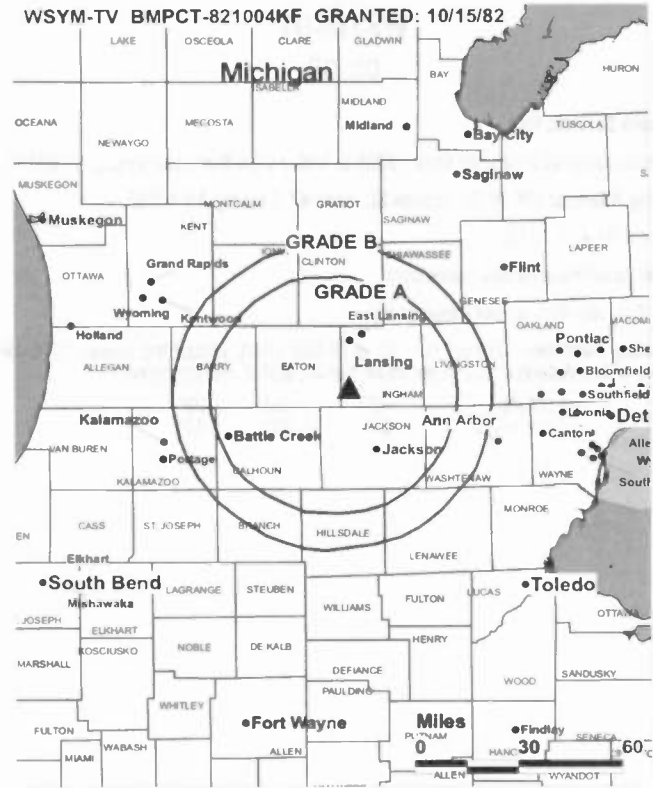 WSYM-TV BMPCT-821004KF GRANTED: 10/15/82
LAKE OSCEOLA CLARE GLADWIN
HURON
Michigan
BAY
MIDLAND
OCEANA
MECOSTA
Midland
TUSCOLA
NEWAYGO
Bay City
Saginaw
MUSKEGON
MONTCALM GRATIOT
SAGINAW
Muskegon
KENT
GRADE B
LAPEER
OTTAWA
Grand Rapids
CLINTON
Flint
GRADE A
GENESEE
Wyoming
Kentwood
East Lansing
OAKLAND
Holland
Pontiac
Lansing
LIVINGSTON
ALLEGAN
BARRY
EATON
Bloomfield
INGHAM
Southfield
Kalamazoo
Ann Arbor
Livonia
Det
Battle Creek
JACKSON
Canton
VAN BUREN
Portage
Jackson
CALHOUN
KALAMAZOO
WASHTENAW
WAYNE
MONROE
CASS
ST. JOSEPH
BRANCH
HILLSDALE
LENAWEE
Elkhart
South Bend
Toledo
Mishawaka
LAGRANGE
STEUBEN
WILLIAMS
FULTON
LUCAS
OTTAWA
JOSEPH
ELKHART
HENRY
KOSCIUSKO
NOBLE
DE KALB
MARSHALL
DEFIANCE
WOOD
SANDUSKY
PAULDING
WHITLEY
Fort Wayne
Miles
Findlay
FULTON
PUTNAM
SENECA
MIAMI
WABASH
ALLEN
0 30 60
HANC
ALLEN
WYANDOT